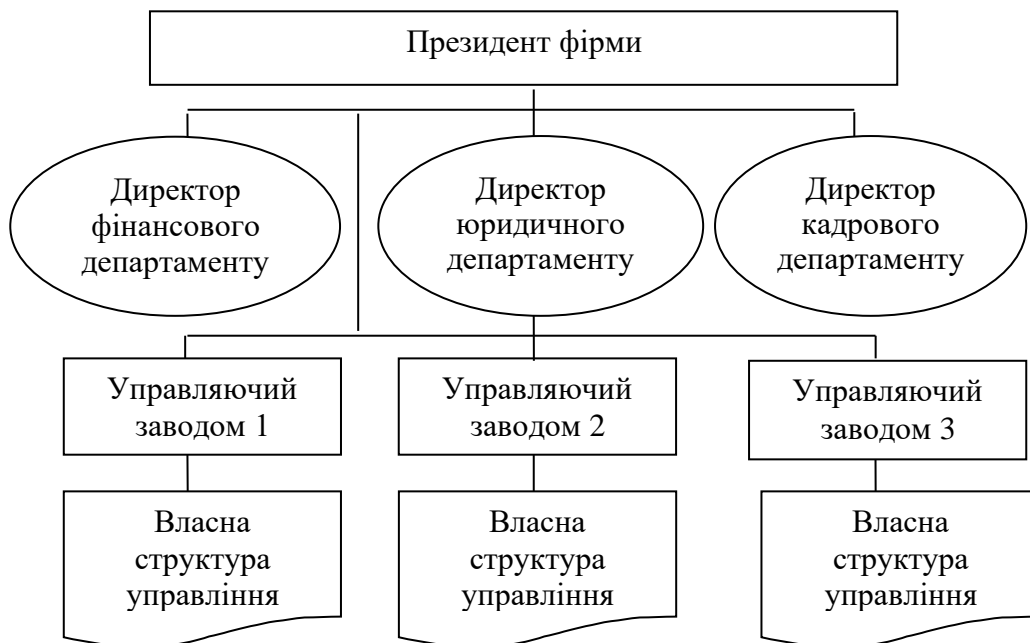 Президент фірми
Директор
фінансового
департаменту
Директор
юридичного
департаменту
Директор
кадрового
департаменту
Управляючий
заводом 1
Управляючий
заводом 2
Управляючий
заводом 3
Власна
структура
управління
Власна
структура
управління
Власна
структура
управління